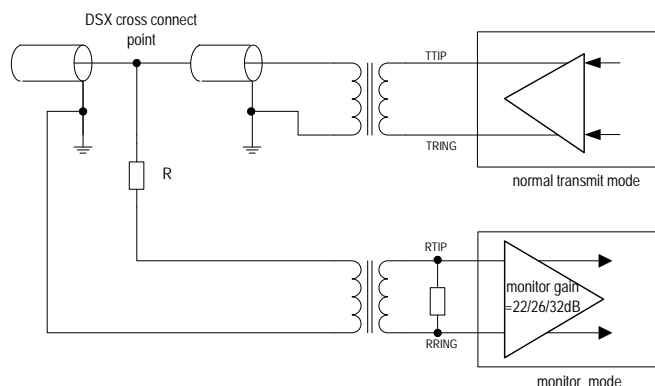 DSX cross connect
point
TTIP
TRING
normal transmit mode
R
RTIP
monitor gain
=22/26/32dB
RRING
monitor mode